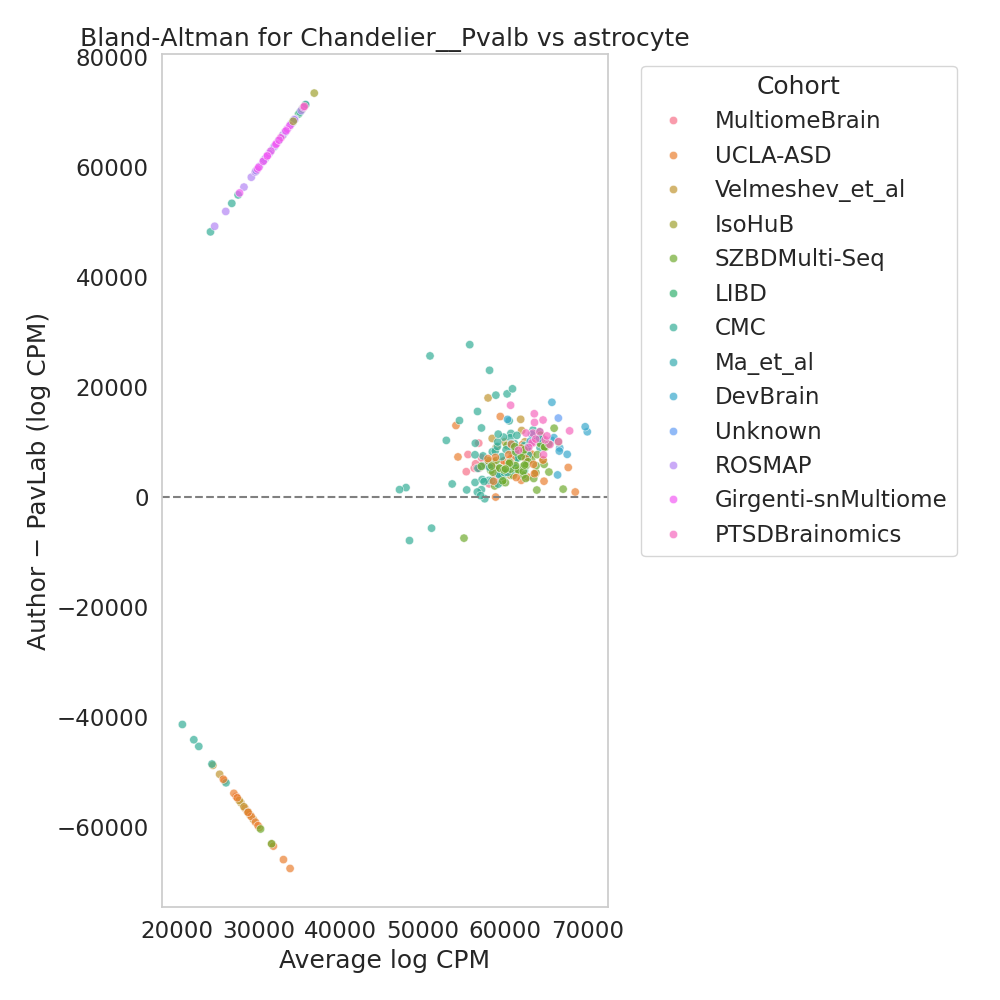 Bland-Altman for Chandelier__Pvalb vs astrocyte
80000
60000
40000
20000
0
−20000
−40000
−60000
Author − PavLab (log CPM)
20000 30000 40000 50000 60000 70000
Average log CPM
Cohort
MultiomeBrain
UCLA-ASD
Velmeshev_et_al
IsoHuB
SZBDMulti-Seq
LIBD
CMC
Ma_et_al
DevBrain
Unknown
ROSMAP
Girgenti-snMultiome
PTSDBrainomics